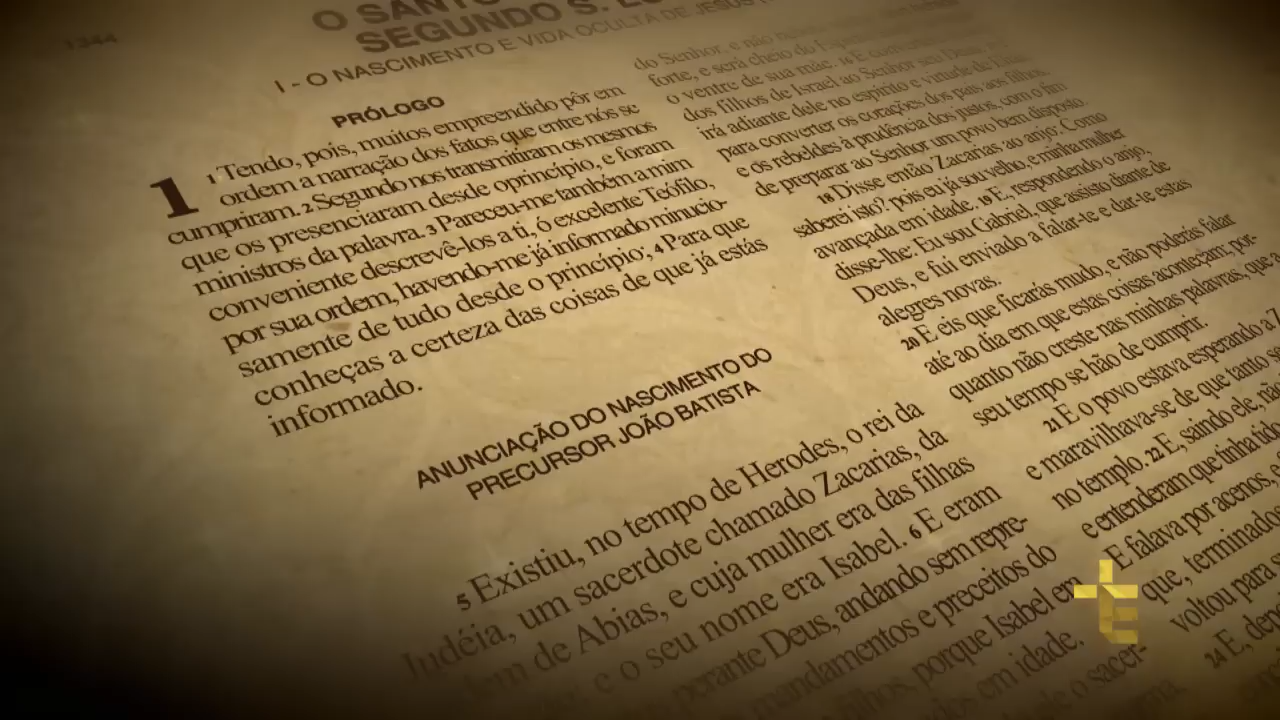 1344
O SANTO
SEGUNDO S.
I - O NASCIMENTO E VIDA OCULTA DE JESUS
PRÓLOGO
1 1 Tendo, pois, muitos empreendido pôr em
ordem a narração dos fatos que entre nós se
cumpriram. 2 Segundo nos transmitiram os mesmos
que os presenciaram desde oprincípio, e foram
ministros da palavra. 3 Pareceu-me também a mim
conveniente descrevê-los a ti, ó excelente Teófilo,
por sua ordem, havendo-me já informado minucio-
samente de tudo desde o princípio; 4 Para que
conheças a certeza das coisas de que já estás
informado.
ANUNCIAÇÃO DO NASCIMENTO DO
PRECURSOR JOÃO BATISTA
5 Existiu, no tempo de Herodes, o rei da
Judéia, um sacerdote chamado Zacarias, da
de Abias, e cuja mulher era das filhas
e o seu nome era Isabel. 6 E eram
perante Deus, andando sem repre-
mandamentos e preceitos do
filhos, porque Isabel em
em idade.
o sacer-
do Senhor, e não
forte, e será cheio do
o ventre de sua mãe. 16 E
dos filhos de Israel ao Senhor seu Deus,
irá adiante dele no espírito e virtude de Elias,
para converter os corações dos pais aos filhos,
e os rebeldes à prudência dos justos, com o fim
de preparar ao Senhor um povo bem disposto.
18 Disse então Zacarias ao anjo: Como
saberei isto? pois eu já sou velho, e minha mulher
avançada em idade. 19 E, respondendo o anjo,
disse-lhe: Eu sou Gabriel, que assisto diante de
Deus, e fui enviado a falar-te e dar-te estas
alegres novas.
20 E eis que ficarás mudo, e não poderás falar
até ao dia em que estas coisas aconteçam; por-
quanto não creste nas minhas palavras, que a
seu tempo se hão de cumprir.
21 E o povo estava esperando a
e maravilhava-se de que tanto
no templo. 22 E, saindo ele,
e entenderam que tinha tido
E falava por acenos, e
que, terminados
voltou para
24 E,